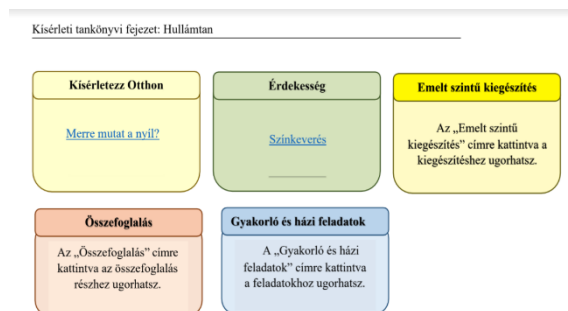 Kísérleti tankönyvi fejezet: Hullámtan
Kísérletezz Otthon
Merre mutat a nyíl?
Érdekesség
Színkeverés
Emelt szintű kiegészítés
Az „Emelt szintű
kiegészítés” címre kattintva a
kiegészítéshez ugorhatsz.
Összefoglalás
Az „Összefoglalás” címre
kattintva az összefoglalás
részhez ugorhatsz.
Gyakorló és házi feladatok
A „Gyakorló és házi
feladatok” címre kattintva
a feladatokhoz ugorhatsz.